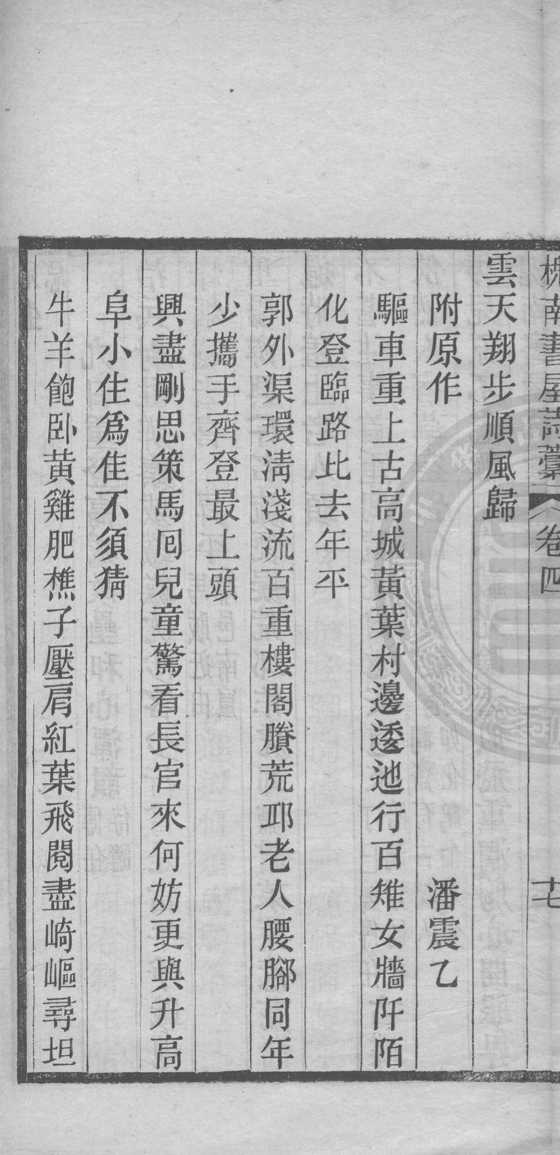 槐南書屋詩藁 卷四 十七
雲天翔步順風歸
附原作 潘震乙
驅車重上古高城黃葉村邊逶迆行百雉女牆阡陌
化登臨路比去年平
郭外渠環淸淺流百重樓閣賸荒邱老人腰腳同年
少攜手齊登最上頭
興盡剛思策馬囘兒童驚看長官來何妨更與升高
阜小住爲佳不須猜
牛羊飽卧黄雞肥樵子壓肩紅葉飛閱盡崎嶇尋坦